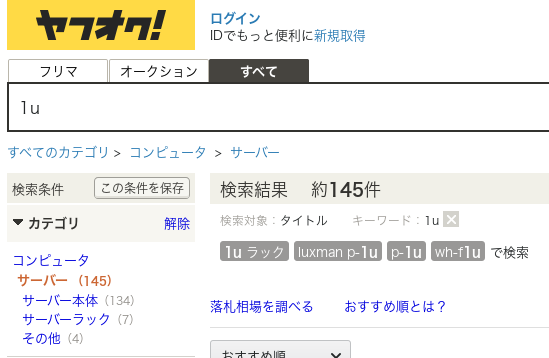 ヤフオク!
ログイン
IDでもっと便利に新規取得
フリマ
オークション
すべて
1u
すべてのカテゴリ > コンピュータ > サーバー
検索条件
この条件を保存
検索結果 約145件
カテゴリ
解除
検索対象:タイトル キーワード:1u
コンピュータ
サーバー (145)
サーバー本体 (134)
サーバーラック (7)
その他 (4)
1u ラック luxman p-1u p-1u wh-f1u で検索
落札相場を調べる おすすめ順とは?
おすすめ順